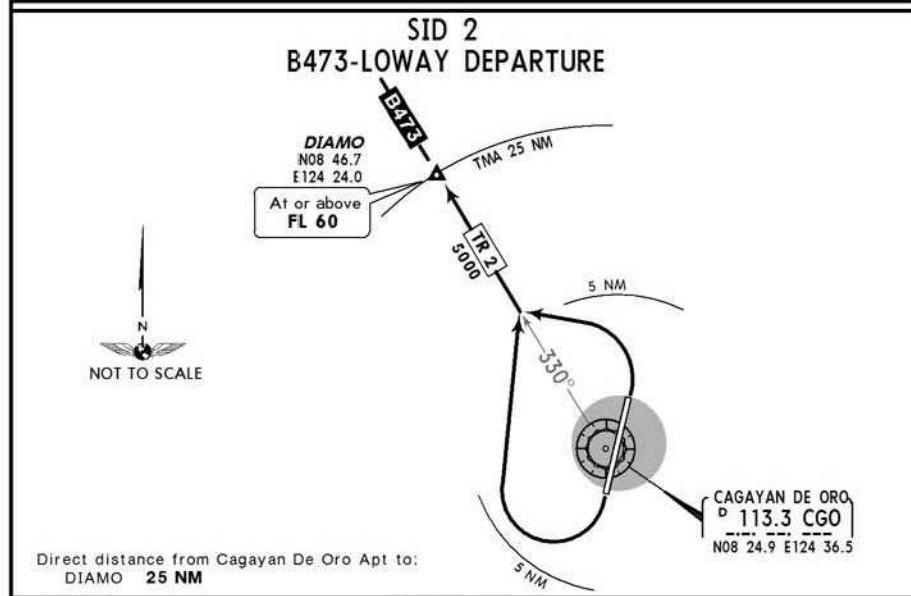 SID 2
B473-LOWAY DEPARTURE
B473
DIAMO
N08 46.7
E124 24.0
At or above
FL 60
TMA 25 NM
TR 2
5000
5 NM
N
NOT TO SCALE
330°
CAGAYAN DE ORO
D 113.3 CGO
N08 24.9 E124 36.5
5 NM
Direct distance from Cagayan De Oro Apt to:
DIAMO 25 NM